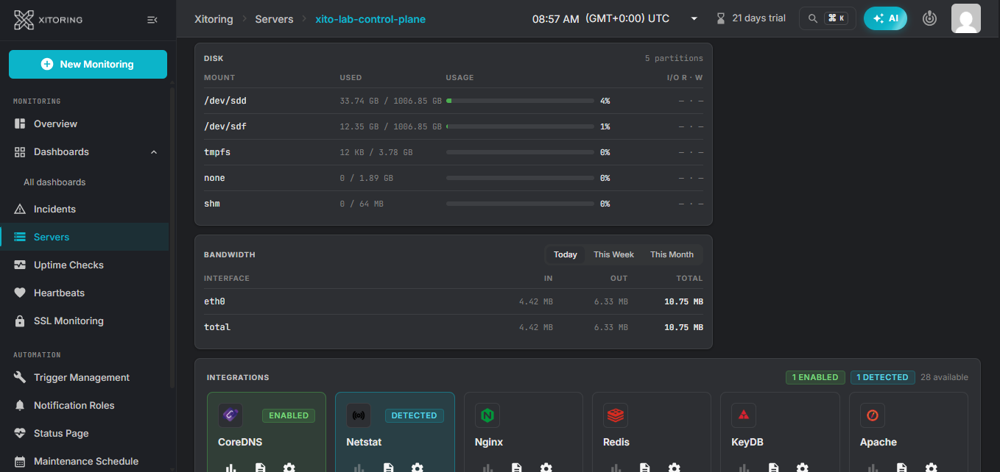 XITORING
Xitoring > Servers > xito-lab-control-plane
08:57 AM (GMT+0:00) UTC
21 days trial
⌘ K
AI
New Monitoring
MONITORING
Overview
Dashboards
All dashboards
Incidents
Servers
Uptime Checks
Heartbeats
SSL Monitoring
AUTOMATION
Trigger Management
Notification Roles
Status Page
Maintenance Schedule
DISK 5 partitions
MOUNT USED USAGE I/O R · W
/dev/sdd 33.74 GB / 1006.85 GB 4% — · —
/dev/sdf 12.35 GB / 1006.85 GB 1% — · —
tmpfs 12 KB / 3.78 GB 0% — · —
none 0 / 1.89 GB 0% — · —
shm 0 / 64 MB 0% — · —
BANDWIDTH Today This Week This Month
INTERFACE IN OUT TOTAL
eth0 4.42 MB 6.33 MB 10.75 MB
total 4.42 MB 6.33 MB 10.75 MB
INTEGRATIONS 1 ENABLED 1 DETECTED 28 available
ENABLED DETECTED
CoreDNS Netstat Nginx Redis KeyDB Apache